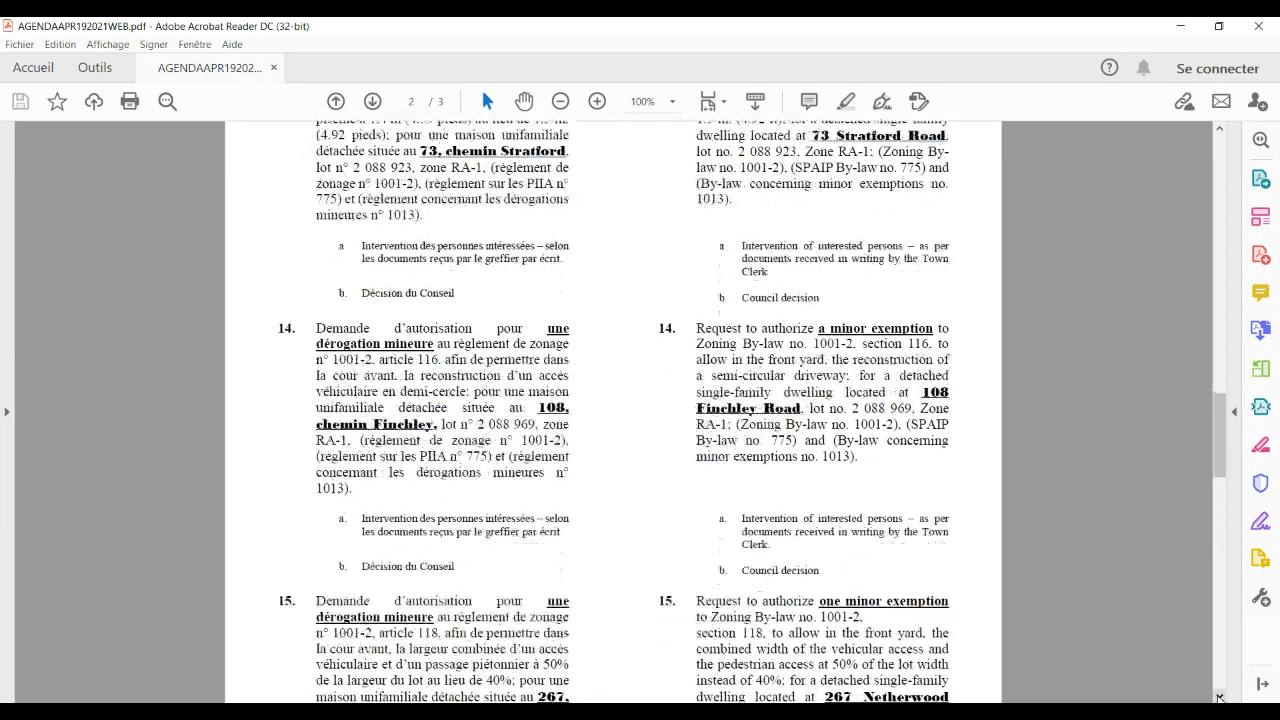 AGENDAAPR192021WEB.pdf - Adobe Acrobat Reader DC (32-bit)
Fichier Edition Affichage Signer Fenêtre Aide
Accueil Outils AGENDAAPR19202... × Se connecter
2 / 3 100%
(4.92 pieds); pour une maison unifamiliale
détachée située au 73, chemin Stratford,
lot n° 2 088 923, zone RA-1, (règlement de
zonage n° 1001-2), (règlement sur les PIIA n°
775) et (règlement concernant les dérogations
mineures n° 1013).
a Intervention des personnes intéressées – selon
les documents reçus par le greffier par écrit.
b. Décision du Conseil
14. Demande d'autorisation pour une
dérogation mineure au règlement de zonage
n° 1001-2, article 116, afin de permettre dans
la cour avant, la reconstruction d'un accès
véhiculaire en demi-cercle; pour une maison
unifamiliale détachée située au 108,
chemin Finchley, lot n° 2 088 969, zone
RA-1, (règlement de zonage n° 1001-2),
(règlement sur les PIIA n° 775) et (règlement
concernant les dérogations mineures n°
1013).
a. Intervention des personnes intéressées – selon
les documents reçus par le greffier par écrit
b. Décision du Conseil
15. Demande d'autorisation pour une
dérogation mineure au règlement de zonage
n° 1001-2, article 118, afin de permettre dans
la cour avant, la largeur combinée d'un accès
véhiculaire et d'un passage piétonnier à 50%
de la largeur du lot au lieu de 40%; pour une
maison unifamiliale détachée située au 267,
dwelling located at 73 Stratford Road,
lot no. 2 088 923, Zone RA-1; (Zoning By-
law no. 1001-2), (SPAIP By-law no. 775) and
(By-law concerning minor exemptions no.
1013).
a Intervention of interested persons – as per
documents received in writing by the Town
Clerk
b Council decision
14. Request to authorize a minor exemption to
Zoning By-law no. 1001-2, section 116, to
allow in the front yard, the reconstruction of
a semi-circular driveway; for a detached
single-family dwelling located at 108
Finchley Road, lot no. 2 088 969, Zone
RA-1; (Zoning By-law no. 1001-2), (SPAIP
By-law no 775) and (By-law concerning
minor exemptions no. 1013).
a. Intervention of interested persons – as per
documents received in writing by the Town
Clerk.
b. Council decision
15. Request to authorize one minor exemption
to Zoning By-law no. 1001-2,
section 118, to allow in the front yard, the
combined width of the vehicular access and
the pedestrian access at 50% of the lot width
instead of 40%; for a detached single-family
dwelling located at 267 Netherwood